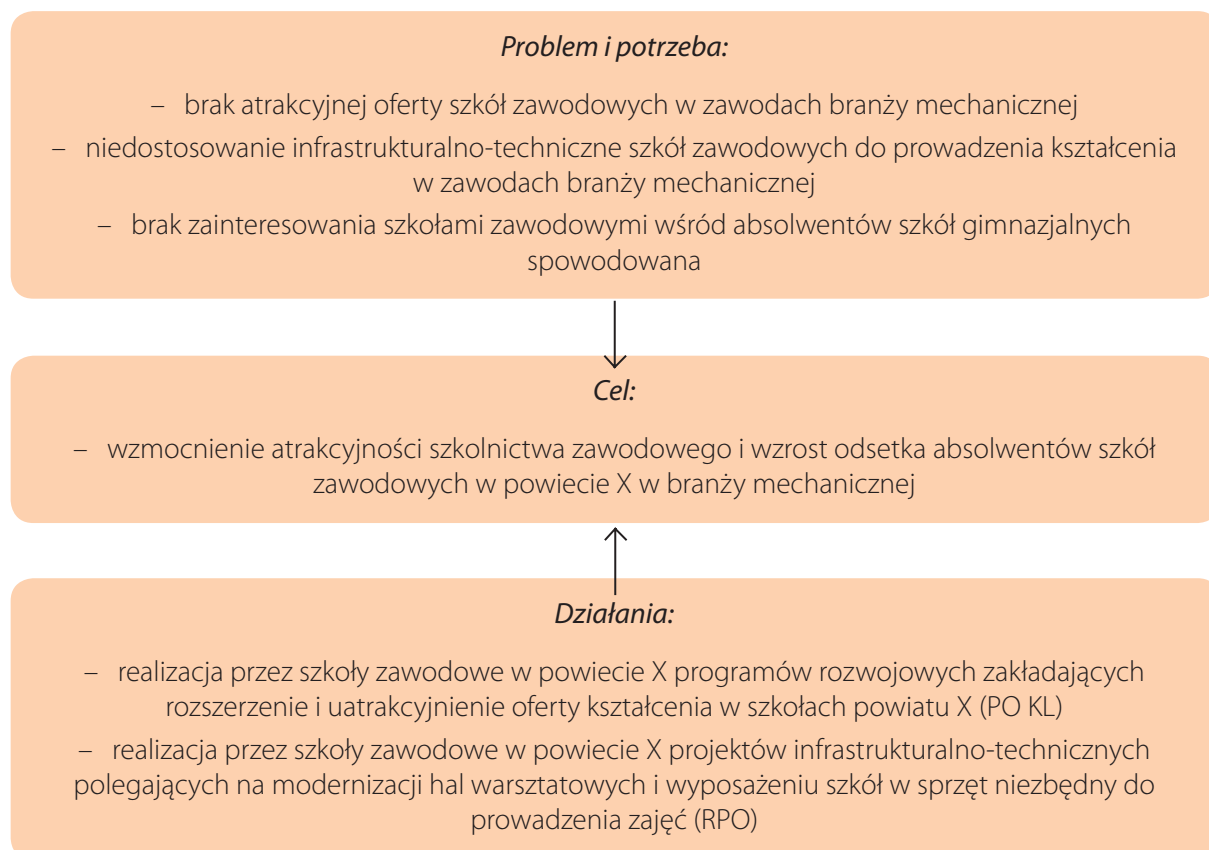 Problem i potrzeba:
– brak atrakcyjnej oferty szkół zawodowych w zawodach branży mechanicznej
– niedostosowanie infrastrukturalno-techniczne szkół zawodowych do prowadzenia kształcenia
w zawodach branży mechanicznej
– brak zainteresowania szkołami zawodowymi wśród absolwentów szkół gimnazjalnych
spowodowana
Cel:
– wzmocnienie atrakcyjności szkolnictwa zawodowego i wzrost odsetka absolwentów szkół
zawodowych w powiecie X w branży mechanicznej
Działania:
– realizacja przez szkoły zawodowe w powiecie X programów rozwojowych zakładających
rozszerzenie i uatrakcyjnienie oferty kształcenia w szkołach powiatu X (PO KL)
– realizacja przez szkoły zawodowe w powiecie X projektów infrastrukturalno-technicznych
polegających na modernizacji hal warsztatowych i wyposażeniu szkół w sprzęt niezbędny do
prowadzenia zajęć (RPO)